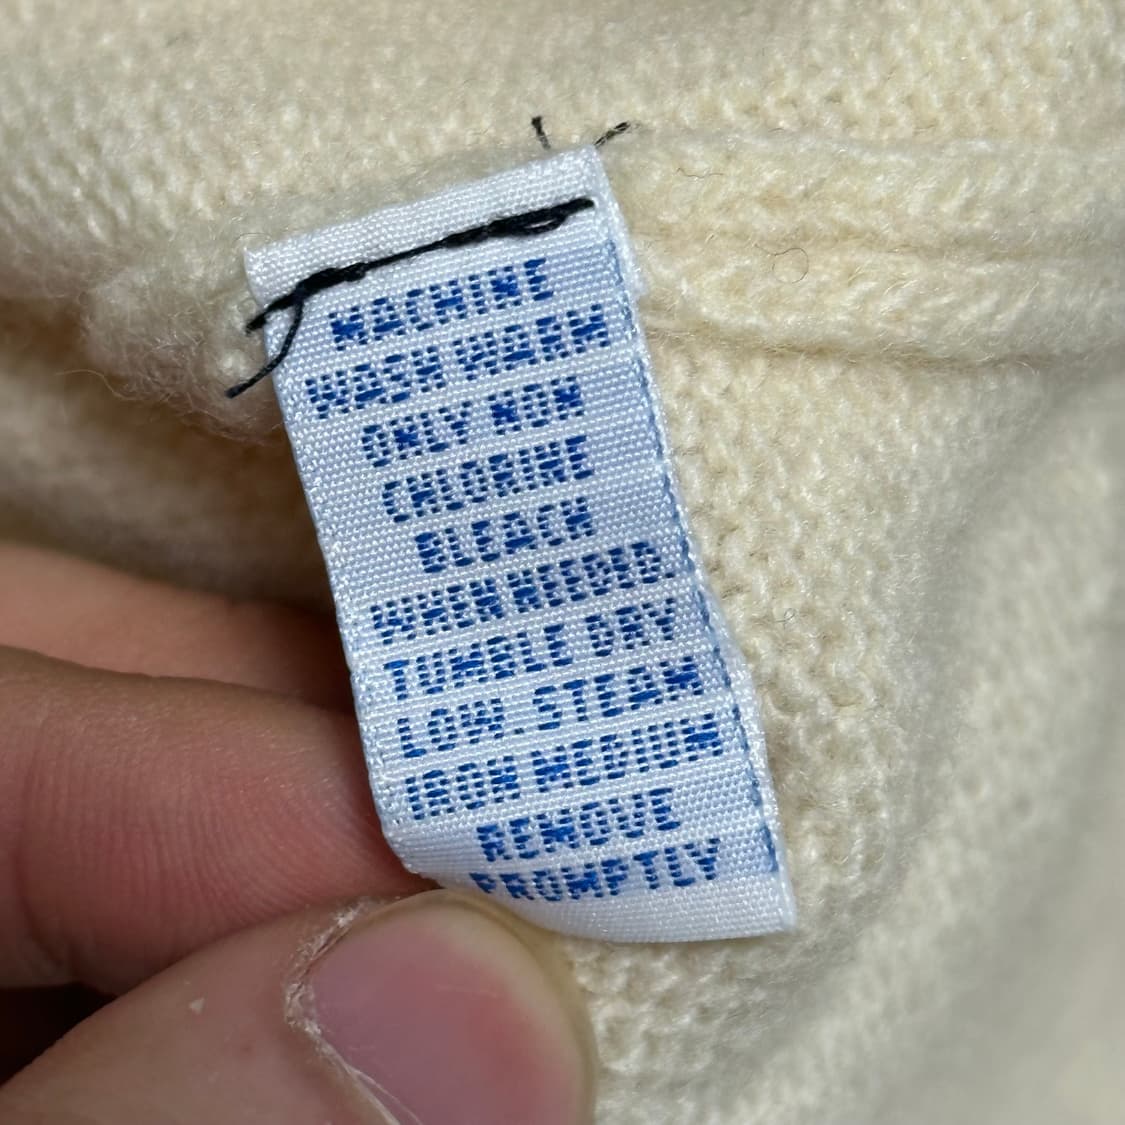 MACHINE
WASH WARM
ONLY NON
CHLORINE
BLEACH
WHEN NEEDED.
TUMBLE DRY
LOW. STEAM
IRON MEDIUM
REMOVE
PROMPTLY